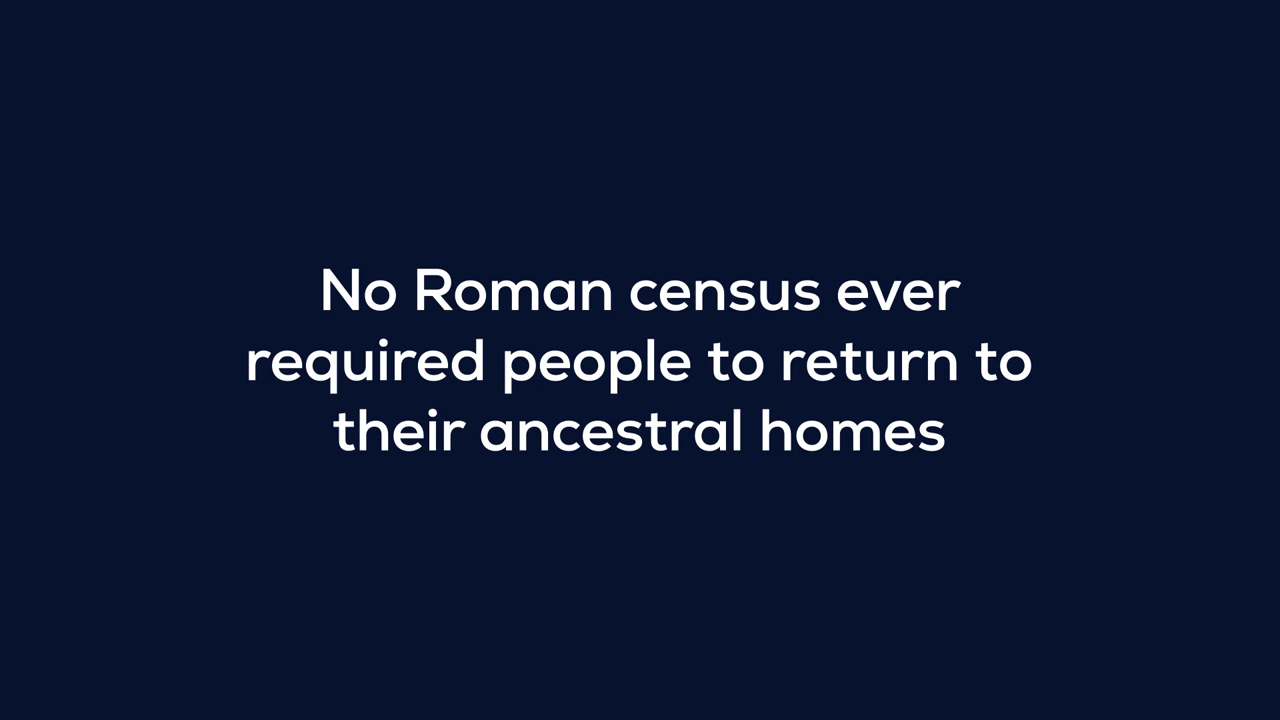 No Roman census ever
required people to return to
their ancestral homes